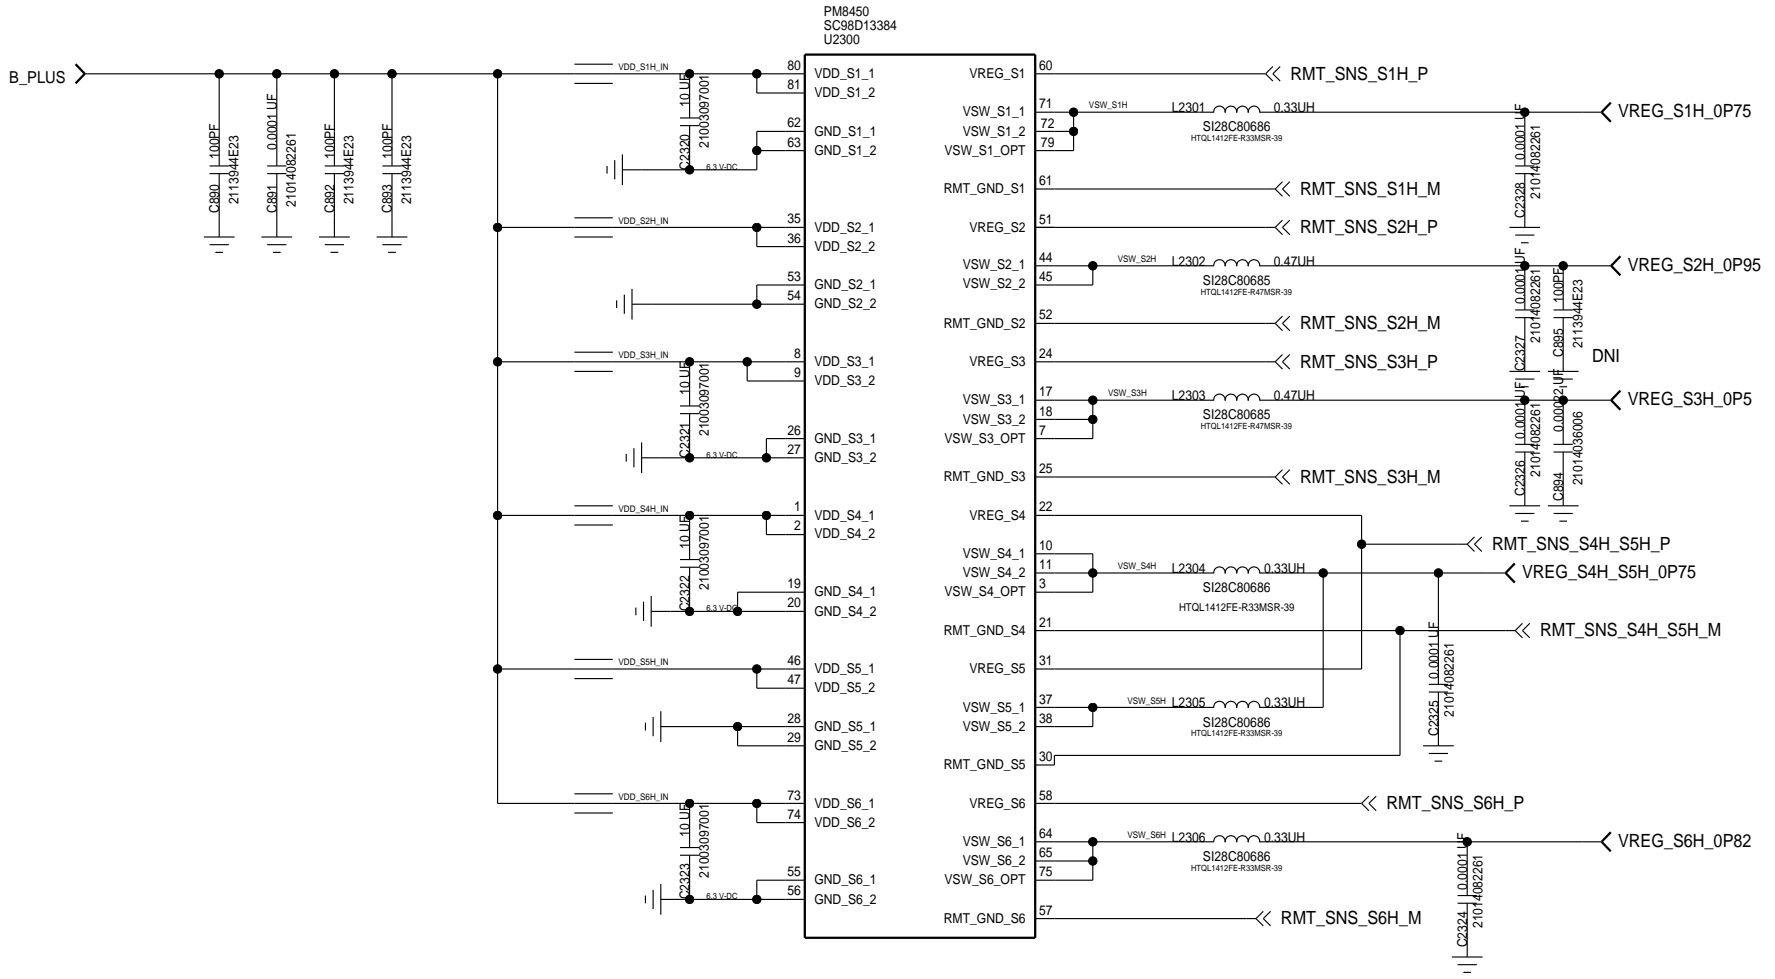 PM8450
SC98D13384
U2300
B_PLUS
C890 100PF 2113944E23
C891 0.0001 UF 21014082261
C892 100PF 2113944E23
C893 100PF 2113944E23
VDD_S1H_IN
C2320 10 UF 21003097001
6.3 V-DC
80 VDD_S1_1
81 VDD_S1_2
62 GND_S1_1
63 GND_S1_2
VDD_S2H_IN
35 VDD_S2_1
36 VDD_S2_2
53 GND_S2_1
54 GND_S2_2
VDD_S3H_IN
C2321 10 UF 21003097001
6.3 V-DC
8 VDD_S3_1
9 VDD_S3_2
26 GND_S3_1
27 GND_S3_2
VDD_S4H_IN
C2322 10 UF 21003097001
6.3 V-DC
1 VDD_S4_1
2 VDD_S4_2
19 GND_S4_1
20 GND_S4_2
VDD_S5H_IN
46 VDD_S5_1
47 VDD_S5_2
28 GND_S5_1
29 GND_S5_2
VDD_S6H_IN
C2323 10 UF 21003097001
6.3 V-DC
73 VDD_S6_1
74 VDD_S6_2
55 GND_S6_1
56 GND_S6_2
VREG_S1 60 RMT_SNS_S1H_P
VSW_S1_1 71 VSW_S1H L2301 0.33UH VREG_S1H_0P75
VSW_S1_2 72 SI28C80686
HTQL1412FE-R33MSR-39
VSW_S1_OPT 79
C2328 0.0001 UF 21014082261
RMT_GND_S1 61 RMT_SNS_S1H_M
VREG_S2 51 RMT_SNS_S2H_P
VSW_S2_1 44 VSW_S2H L2302 0.47UH VREG_S2H_0P95
VSW_S2_2 45 SI28C80685
HTQL1412FE-R47MSR-39
C2327 0.0001 UF 21014082261
C895 100PF 2113944E23
DNI
RMT_GND_S2 52 RMT_SNS_S2H_M
VREG_S3 24 RMT_SNS_S3H_P
VSW_S3_1 17 VSW_S3H L2303 0.47UH VREG_S3H_0P5
VSW_S3_2 18 SI28C80685
HTQL1412FE-R47MSR-39
VSW_S3_OPT 7
C2326 0.0001 UF 21014082261
C894 0.000022 UF 21014036006
RMT_GND_S3 25 RMT_SNS_S3H_M
VREG_S4 22
RMT_SNS_S4H_S5H_P
VSW_S4_1 10
VSW_S4_2 11 VSW_S4H L2304 0.33UH VREG_S4H_S5H_0P75
VSW_S4_OPT 3 SI28C80686
HTQL1412FE-R33MSR-39
RMT_GND_S4 21 RMT_SNS_S4H_S5H_M
C2325 0.0001 UF 21014082261
VREG_S5 31
VSW_S5_1 37 VSW_S5H L2305 0.33UH
VSW_S5_2 38 SI28C80686
HTQL1412FE-R33MSR-39
RMT_GND_S5 30
VREG_S6 58 RMT_SNS_S6H_P
VSW_S6_1 64 VSW_S6H L2306 0.33UH VREG_S6H_0P82
VSW_S6_2 65 SI28C80686
HTQL1412FE-R33MSR-39
VSW_S6_OPT 75
C2324 0.0001 UF 21014082261
RMT_GND_S6 57 RMT_SNS_S6H_M